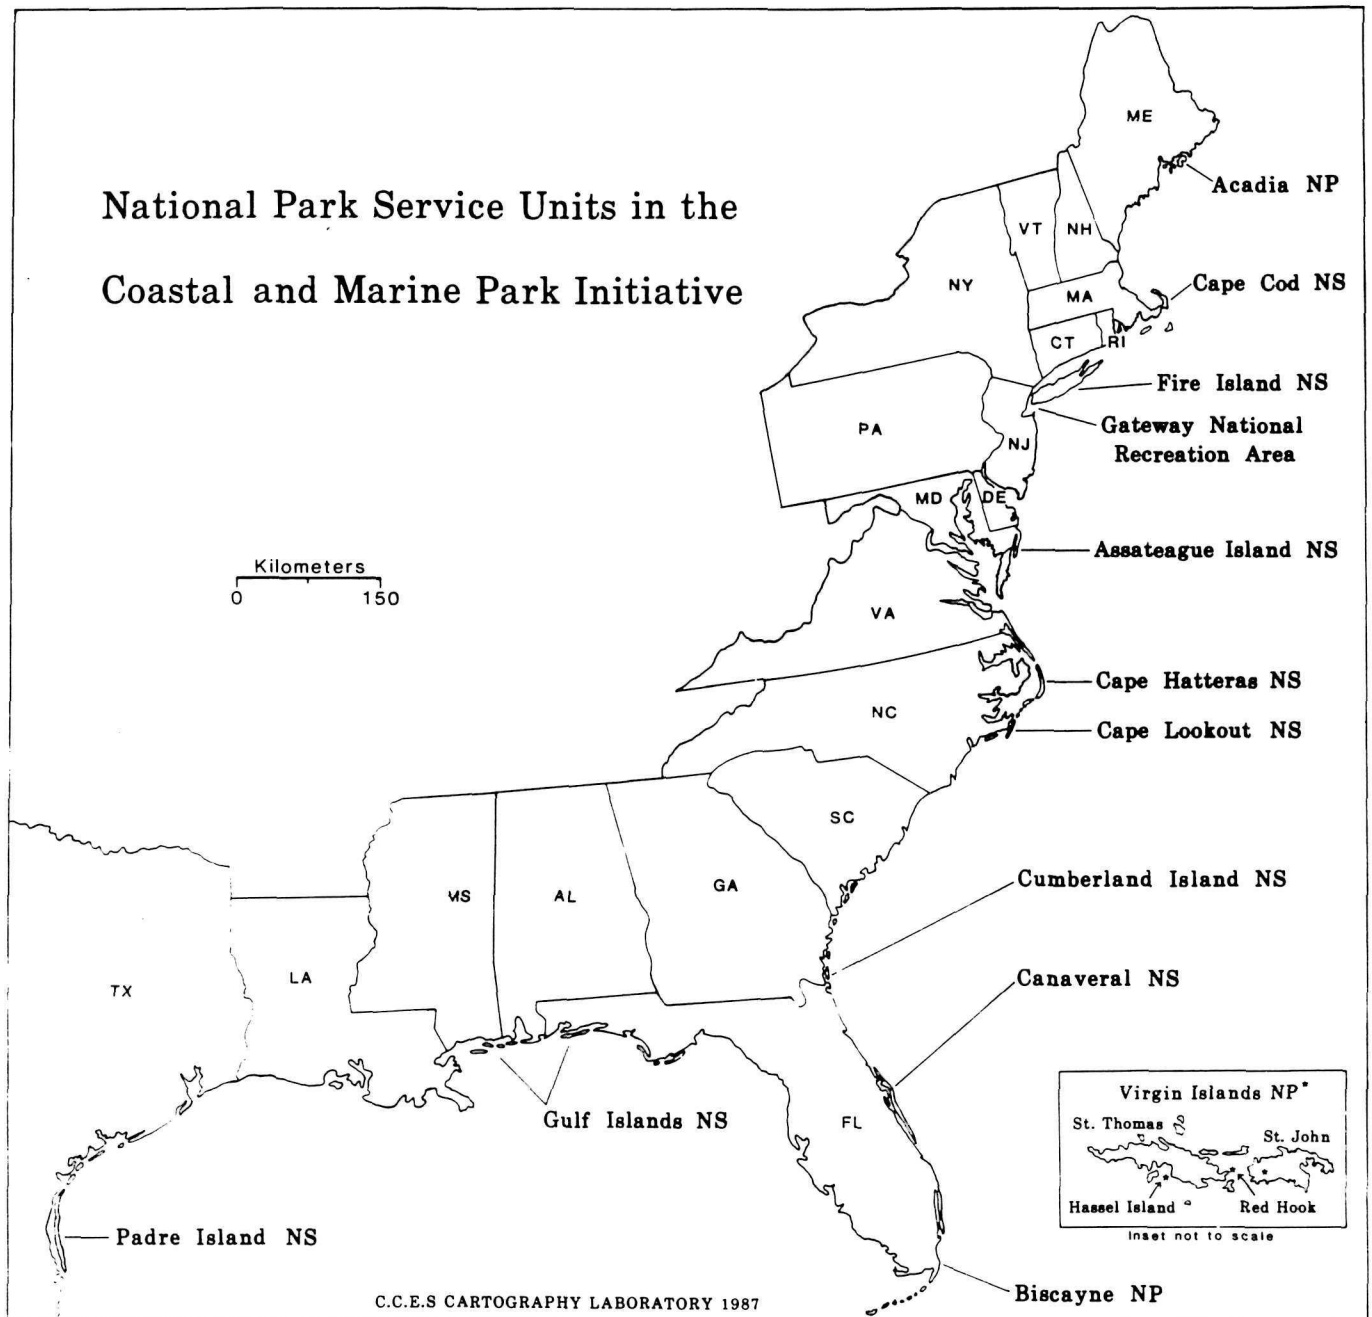 National Park Service Units in the
Coastal and Marine Park Initiative
ME
Acadia NP
VT
NH
NY
Cape Cod NS
MA
CT
RI
Fire Island NS
PA
NJ
Gateway National
Recreation Area
MD
DE
Assateague Island NS
Kilometers
0 150
VA
Cape Hatteras NS
NC
Cape Lookout NS
SC
MS
AL
GA
Cumberland Island NS
TX
LA
Canaveral NS
Gulf Islands NS
FL
Virgin Islands NP*
St. Thomas
St. John
Hassel Island
Red Hook
Inset not to scale
Padre Island NS
Biscayne NP
C.C.E.S CARTOGRAPHY LABORATORY 1987